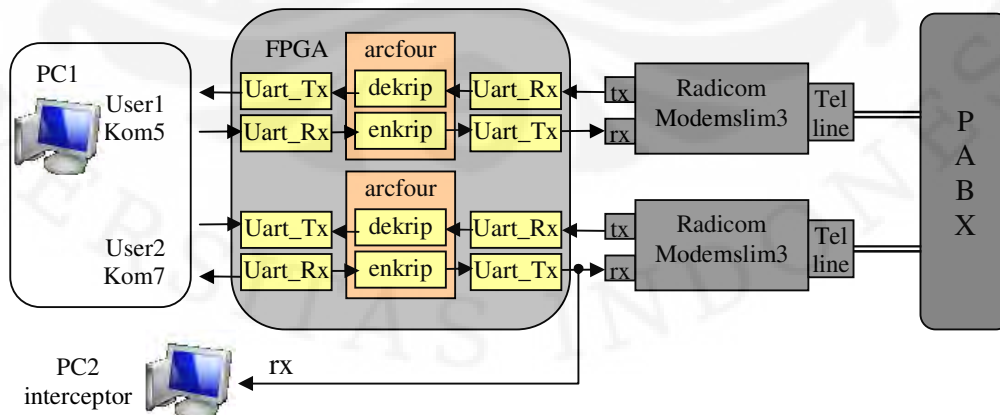 FPGA
arcfour
PC1
User1
Kom5
Uart_Tx
dekrip
Uart_Rx
tx
Radicom
Modemslim3
Tel
line
Uart_Rx
enkrip
Uart_Tx
rx
P
A
B
X
arcfour
User2
Kom7
Uart_Tx
dekrip
Uart_Rx
tx
Radicom
Modemslim3
Tel
line
Uart_Rx
enkrip
Uart_Tx
rx
PC2
interceptor
rx